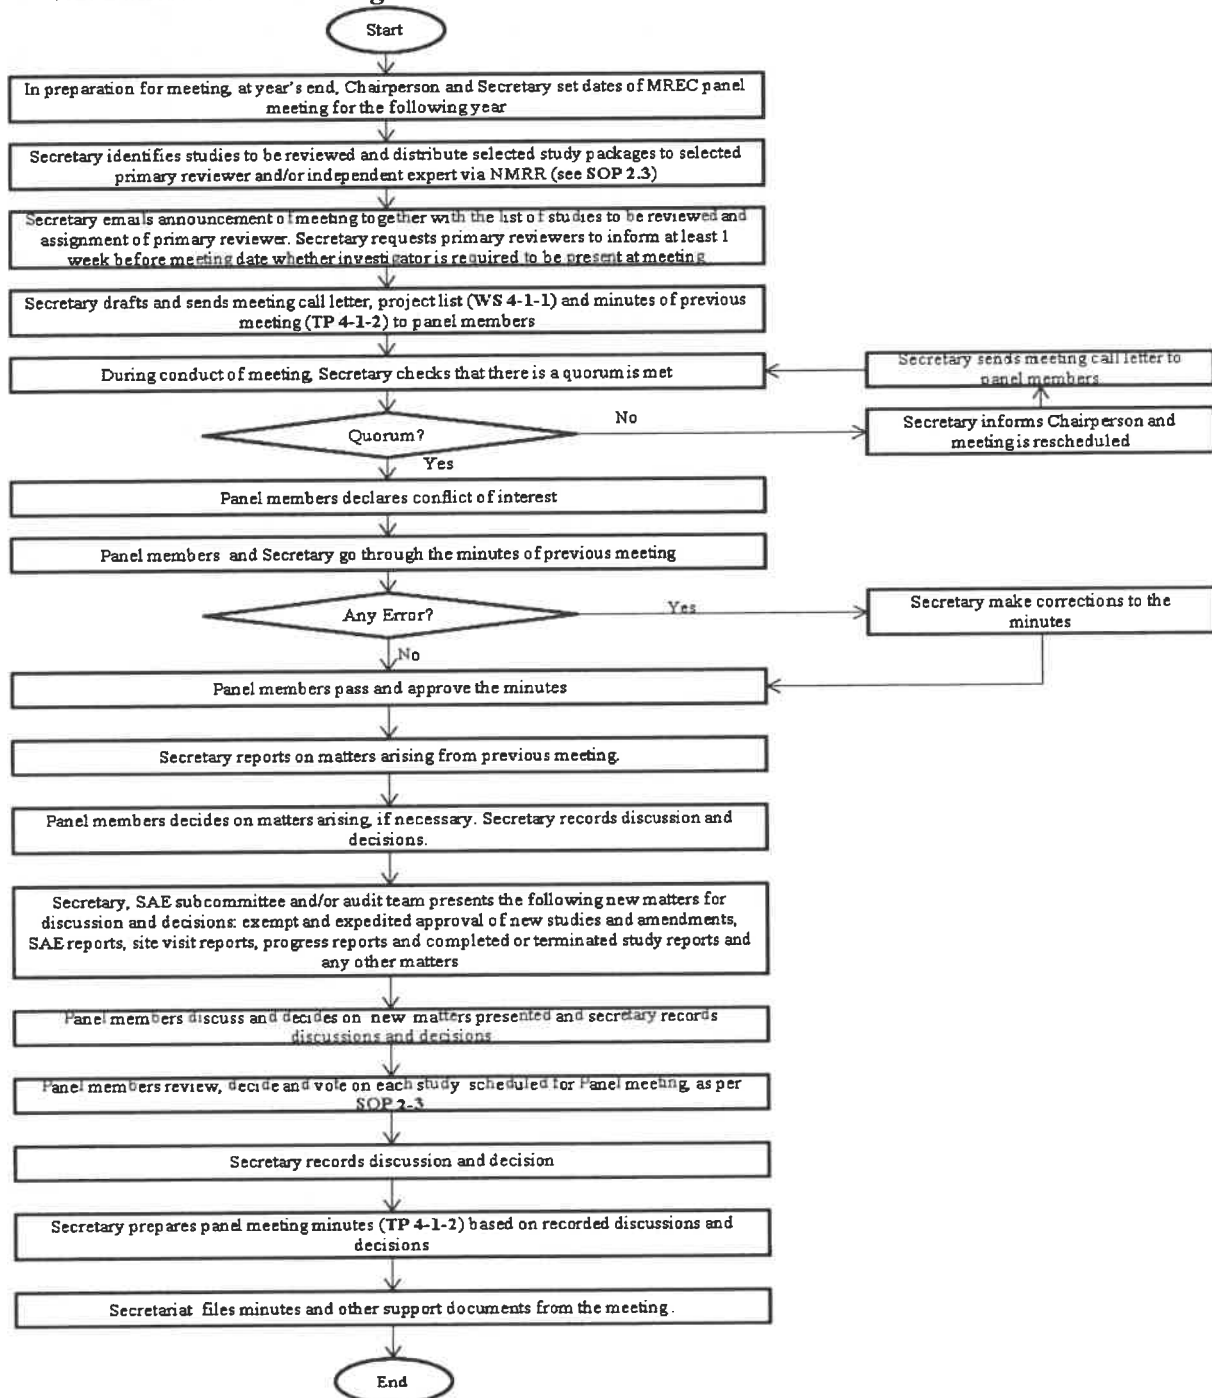 Start
In preparation for meeting, at year's end, Chairperson and Secretary set dates of MREC panel
meeting for the following year
Secretary identifies studies to be reviewed and distribute selected study packages to selected
primary reviewer and/or independent expert via NMRR (see SOP 2.3)
Secretary emails announcement of meeting together with the list of studies to be reviewed and
assignment of primary reviewer. Secretary requests primary reviewers to inform at least 1
week before meeting date whether investigator is required to be present at meeting
Secretary drafts and sends meeting call letter, project list (WS 4-1-1) and minutes of previous
meeting (TP 4-1-2) to panel members
During conduct of meeting, Secretary checks that there is a quorum is met
Secretary sends meeting call letter to
panel members
Quorum?
No
Secretary informs Chairperson and
meeting is rescheduled
Yes
Panel members declares conflict of interest
Panel members and Secretary go through the minutes of previous meeting
Any Error?
Yes
Secretary make corrections to the
minutes
No
Panel members pass and approve the minutes
Secretary reports on matters arising from previous meeting.
Panel members decides on matters arising, if necessary. Secretary records discussion and
decisions.
Secretary, SAE subcommittee and/or audit team presents the following new matters for
discussion and decisions: exempt and expedited approval of new studies and amendments,
SAE reports, site visit reports, progress reports and completed or terminated study reports and
any other matters
Panel members discuss and decides on new matters presented and secretary records
discussions and decisions
Panel members review, decide and vote on each study scheduled for Panel meeting, as per
SOP 2-3
Secretary records discussion and decision
Secretary prepares panel meeting minutes (TP 4-1-2) based on recorded discussions and
decisions
Secretariat files minutes and other support documents from the meeting.
End